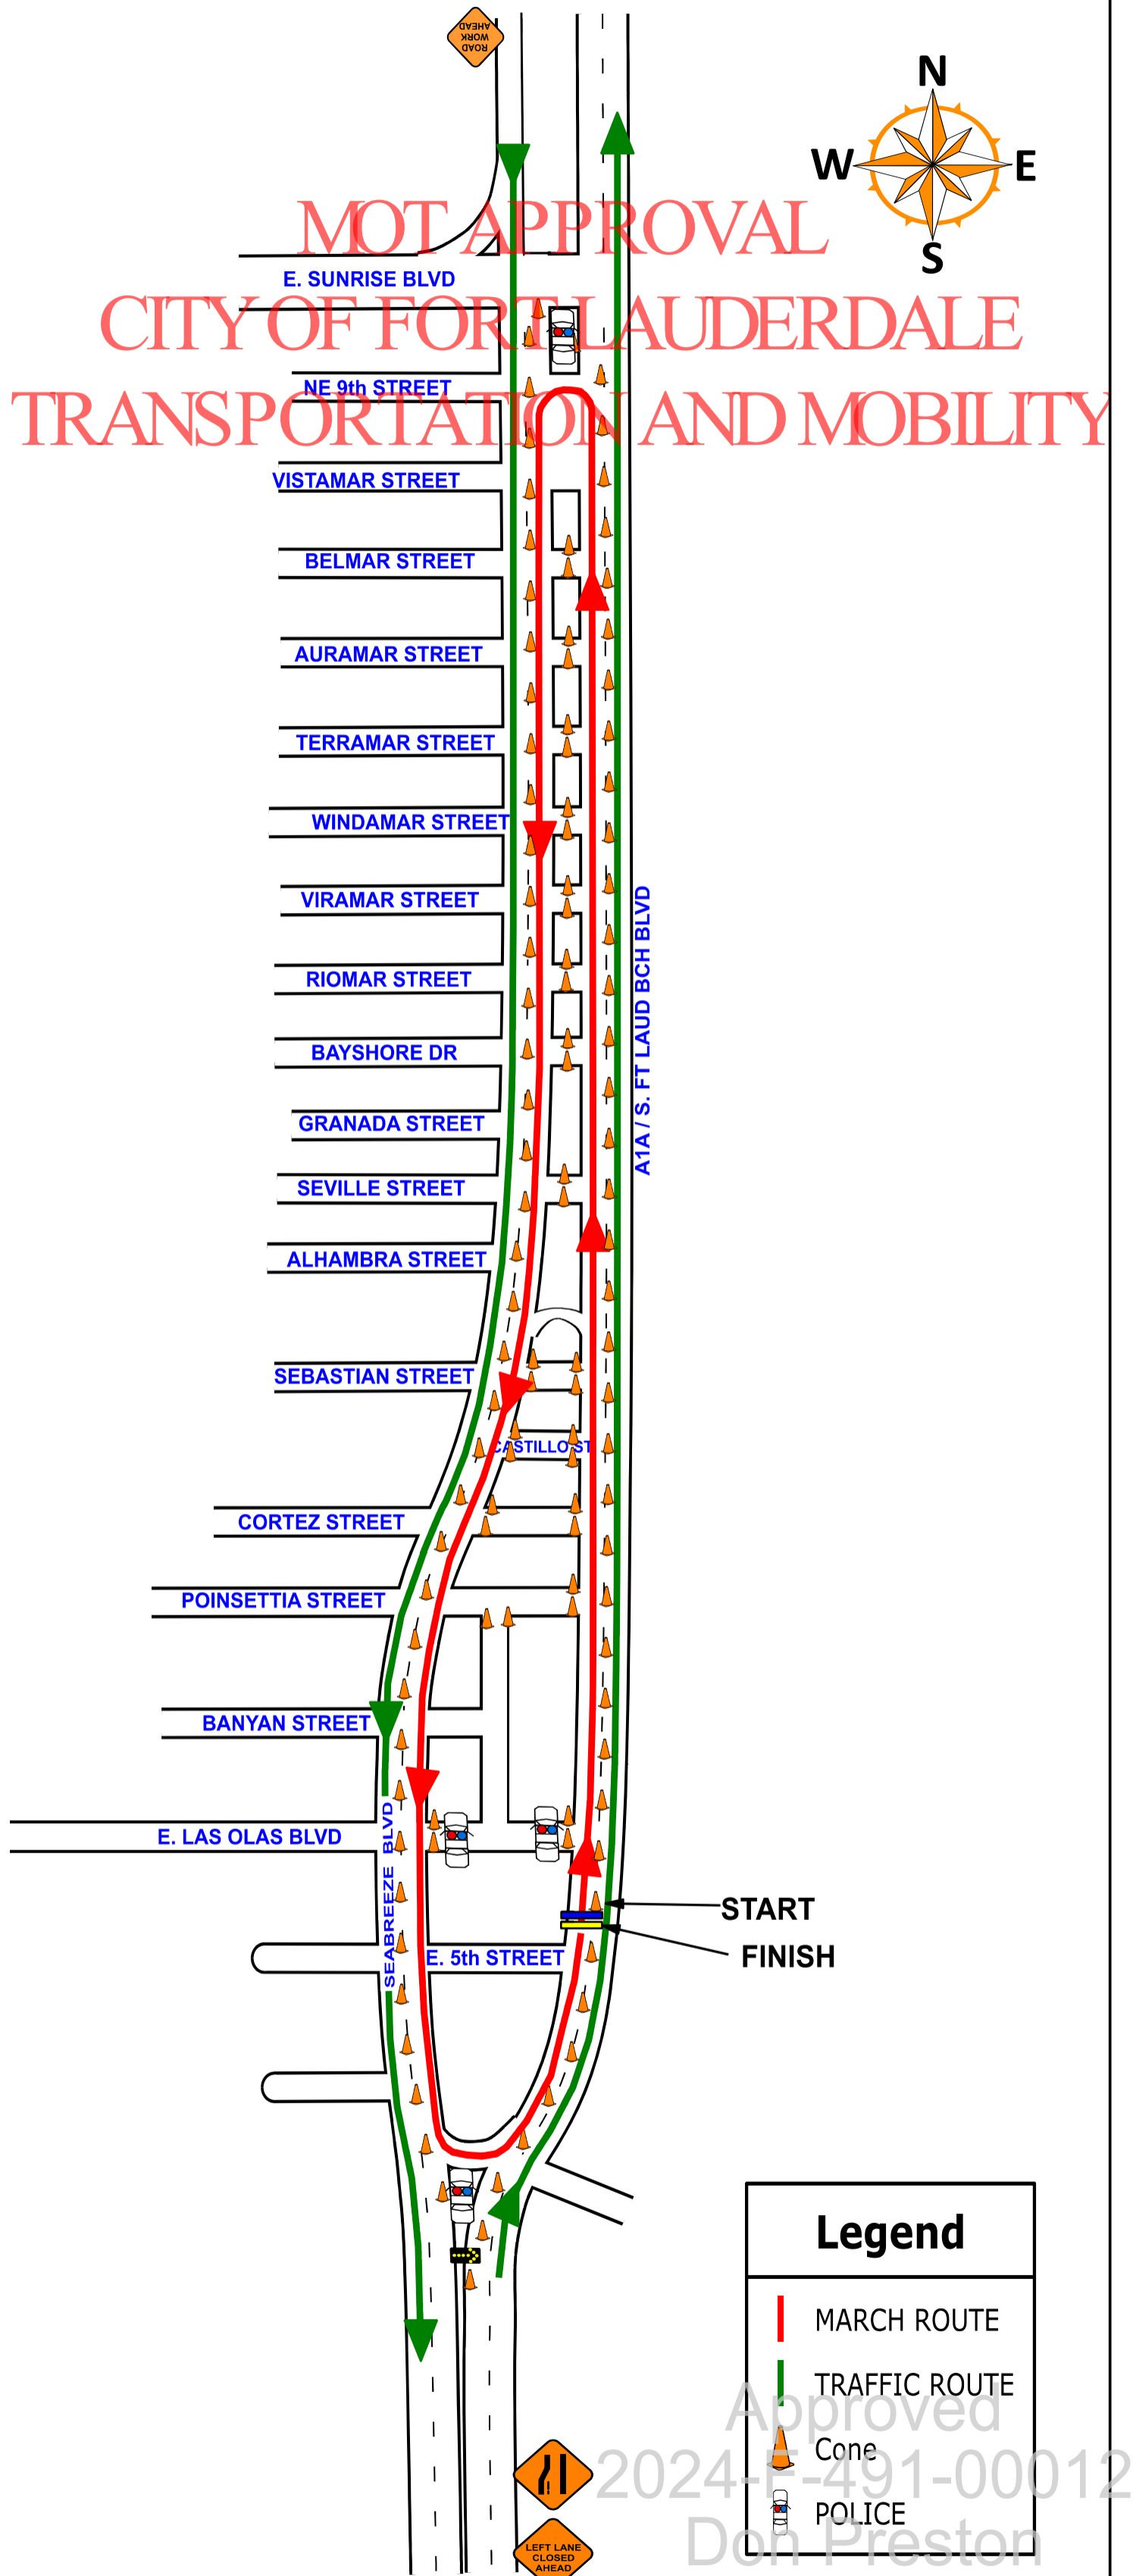 ROAD
WORK
AHEAD
N
W
E
S
MOT APPROVAL
E. SUNRISE BLVD
CITY OF FORT LAUDERDALE
NE 9th STREET
TRANSPORTATION AND MOBILITY
VISTAMAR STREET
BELMAR STREET
AURAMAR STREET
TERRAMAR STREET
WINDAMAR STREET
VIRAMAR STREET
A1A / S. FT LAUD BCH BLVD
RIOMAR STREET
BAYSHORE DR
GRANADA STREET
SEVILLE STREET
ALHAMBRA STREET
SEBASTIAN STREET
CASTILLO ST
CORTEZ STREET
POINSETTIA STREET
BANYAN STREET
E. LAS OLAS BLVD
SEABREEZE BLVD
START
FINISH
E. 5th STREET
Legend
MARCH ROUTE
TRAFFIC ROUTE
Approved
Cone
2024-F-491-00012
POLICE
Don Preston
LEFT LANE
CLOSED
AHEAD